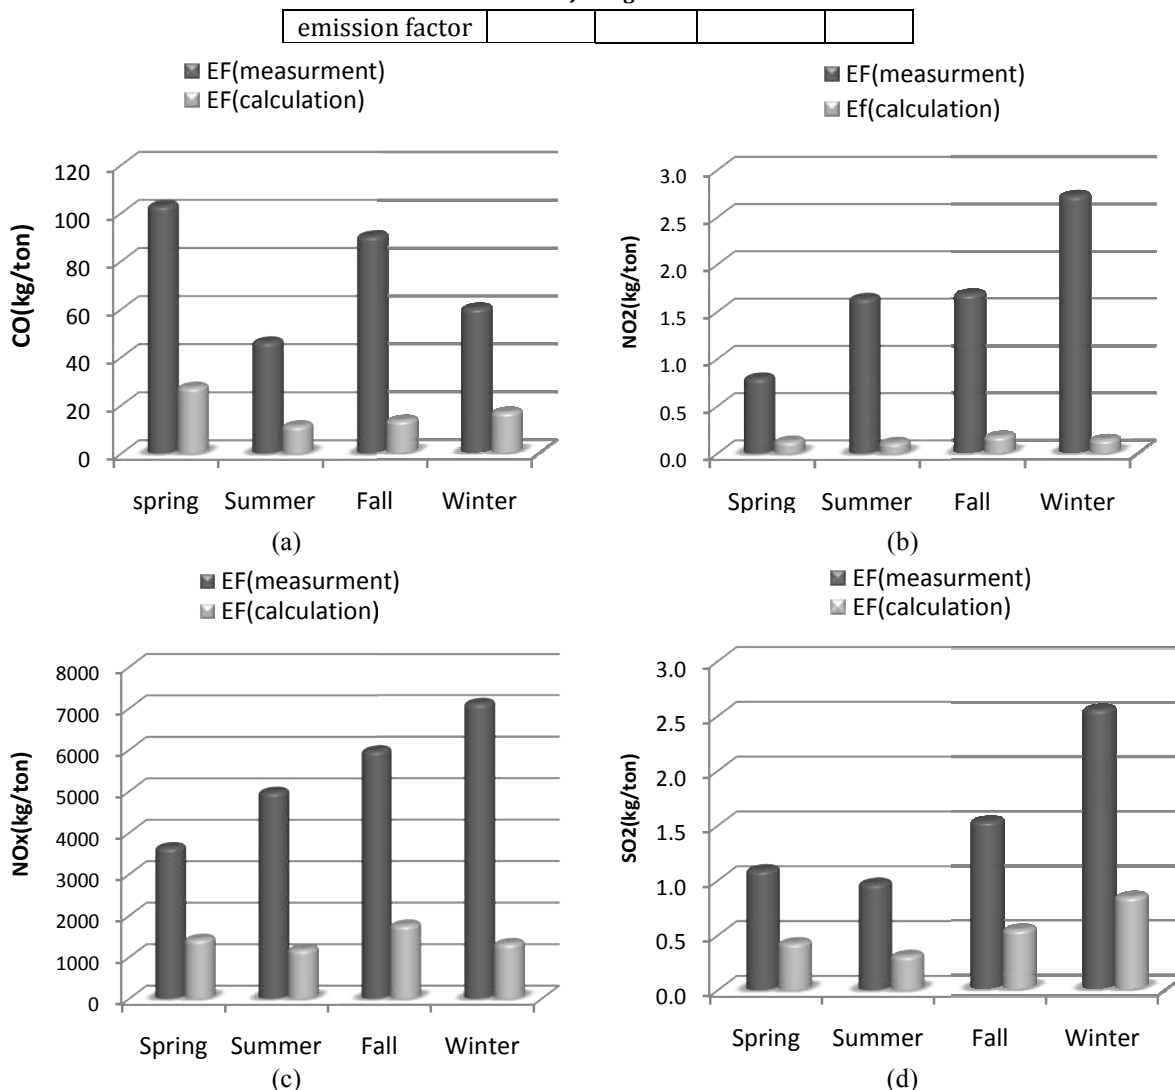 emission factor
EF(measurment)
EF(calculation)
CO(kg/ton)
120
100
80
60
40
20
0
spring Summer Fall Winter
(a)
EF(measurment)
Ef(calculation)
NO2(kg/ton)
3.0
2.5
2.0
1.5
1.0
0.5
0.0
Spring Summer Fall Winter
(b)
EF(measurment)
EF(calculation)
NOx(kg/ton)
8000
7000
6000
5000
4000
3000
2000
1000
0
Spring Summer Fall Winter
(c)
EF(measurment)
EF(calculation)
SO2(kg/ton)
3.0
2.5
2.0
1.5
1.0
0.5
0.0
Spring Summer Fall Winter
(d)